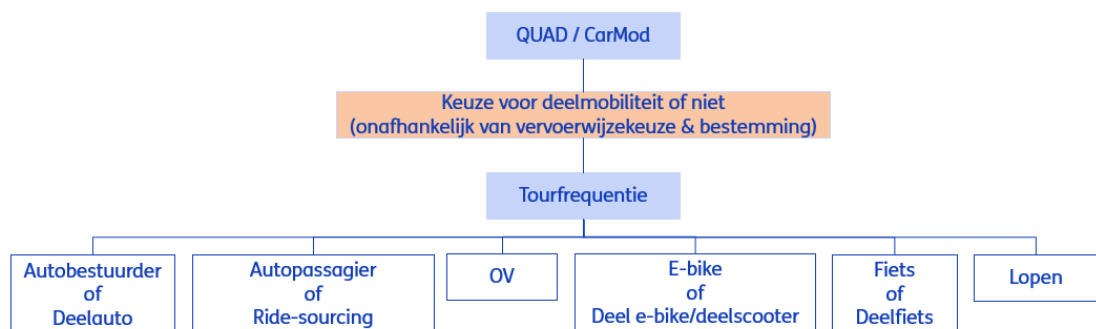 QUAD / CarMod
Keuze voor deelmobiliteit of niet
(onafhankelijk van vervoerwijzekeuze & bestemming)
Tourfrequentie
Autobestuurder
of
Deelauto
Autopassagier
of
Ride-sourcing
OV
E-bike
of
Deel e-bike/deelscooter
Fiets
of
Deelfiets
Lopen